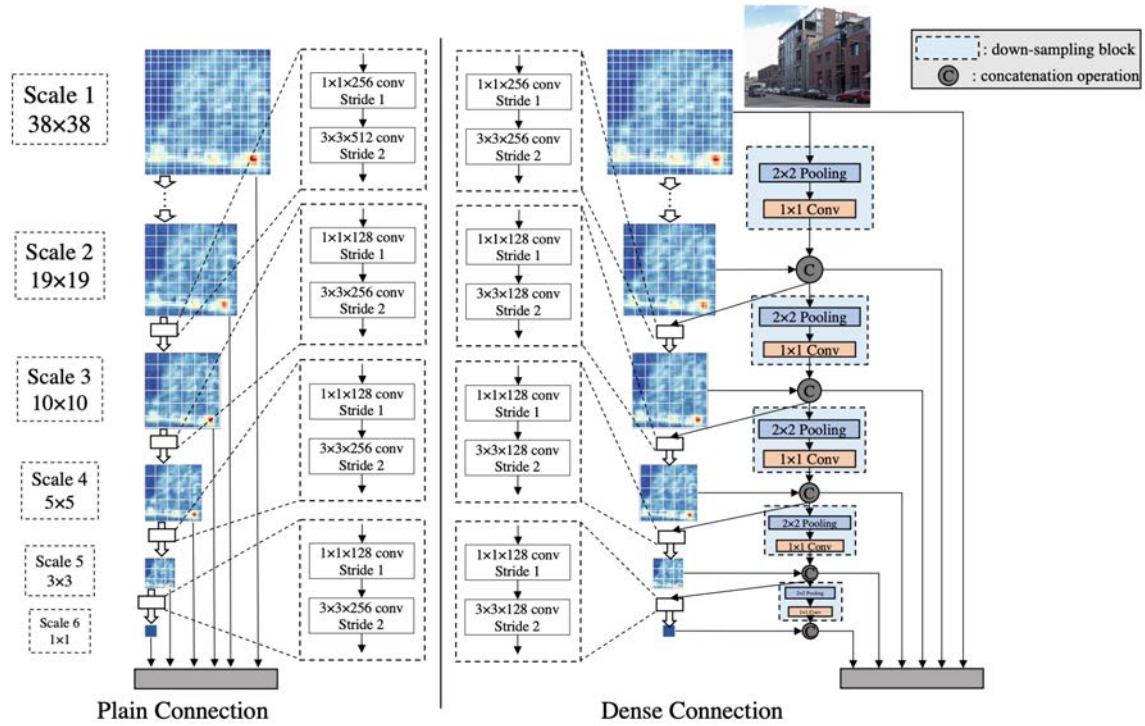 Scale 1
38×38
Scale 2
19×19
Scale 3
10×10
Scale 4
5×5
Scale 5
3×3
Scale 6
1×1
1×1×256 conv
Stride 1
3×3×512 conv
Stride 2
1×1×128 conv
Stride 1
3×3×256 conv
Stride 2
1×1×128 conv
Stride 1
3×3×256 conv
Stride 2
1×1×128 conv
Stride 1
3×3×256 conv
Stride 2
Plain Connection
1×1×256 conv
Stride 1
3×3×256 conv
Stride 2
1×1×128 conv
Stride 1
3×3×128 conv
Stride 2
1×1×128 conv
Stride 1
3×3×128 conv
Stride 2
1×1×128 conv
Stride 1
3×3×128 conv
Stride 2
: down-sampling block
C : concatenation operation
2×2 Pooling
1×1 Conv
C
2×2 Pooling
1×1 Conv
C
2×2 Pooling
1×1 Conv
C
2×2 Pooling
1×1 Conv
C
2×2 Pooling
1×1 Conv
C
Dense Connection